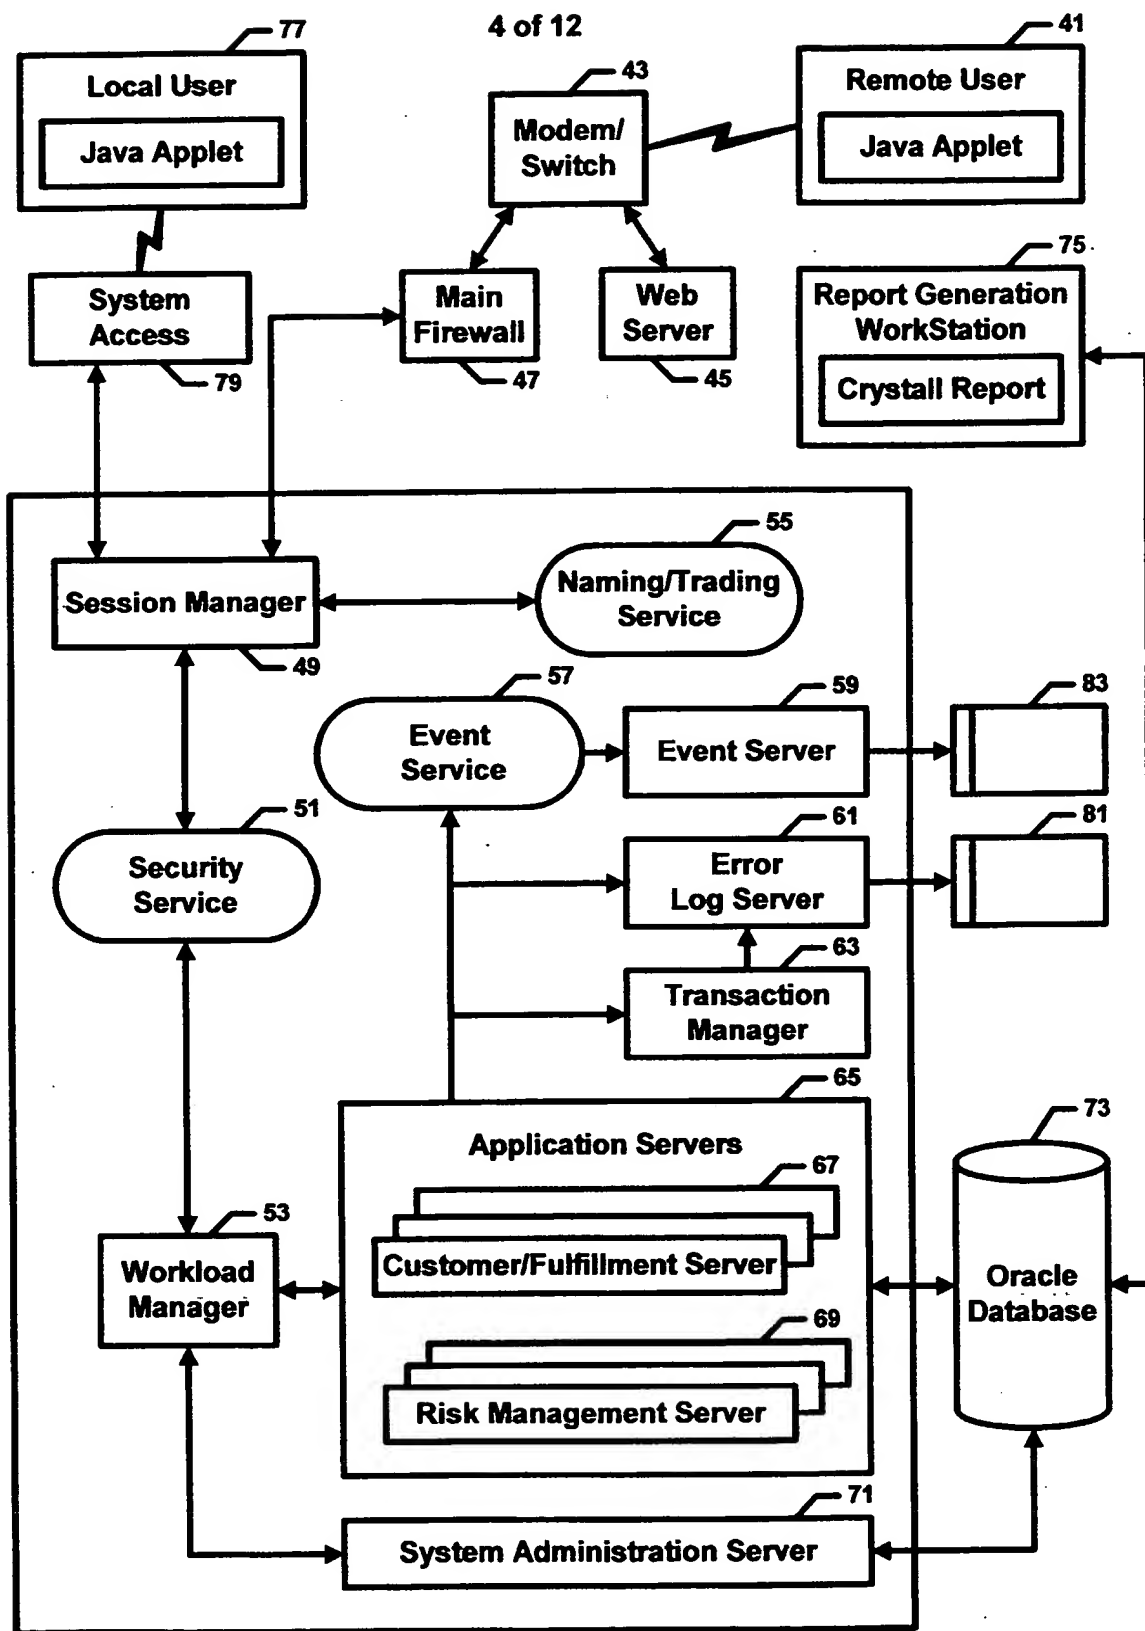 77
4 of 12
41
Local User
Java Applet
43
Modem/
Switch
Remote User
Java Applet
System
Access
79
Main
Firewall
47
Web
Server
45
75
Report Generation
WorkStation
Crystall Report
55
Session Manager
49
Naming/Trading
Service
57
Event
Service
59
Event Server
83
51
Security
Service
61
Error
Log Server
81
63
Transaction
Manager
65
Application Servers
67
Customer/Fulfillment Server
73
Oracle
Database
53
Workload
Manager
69
Risk Management Server
71
System Administration Server